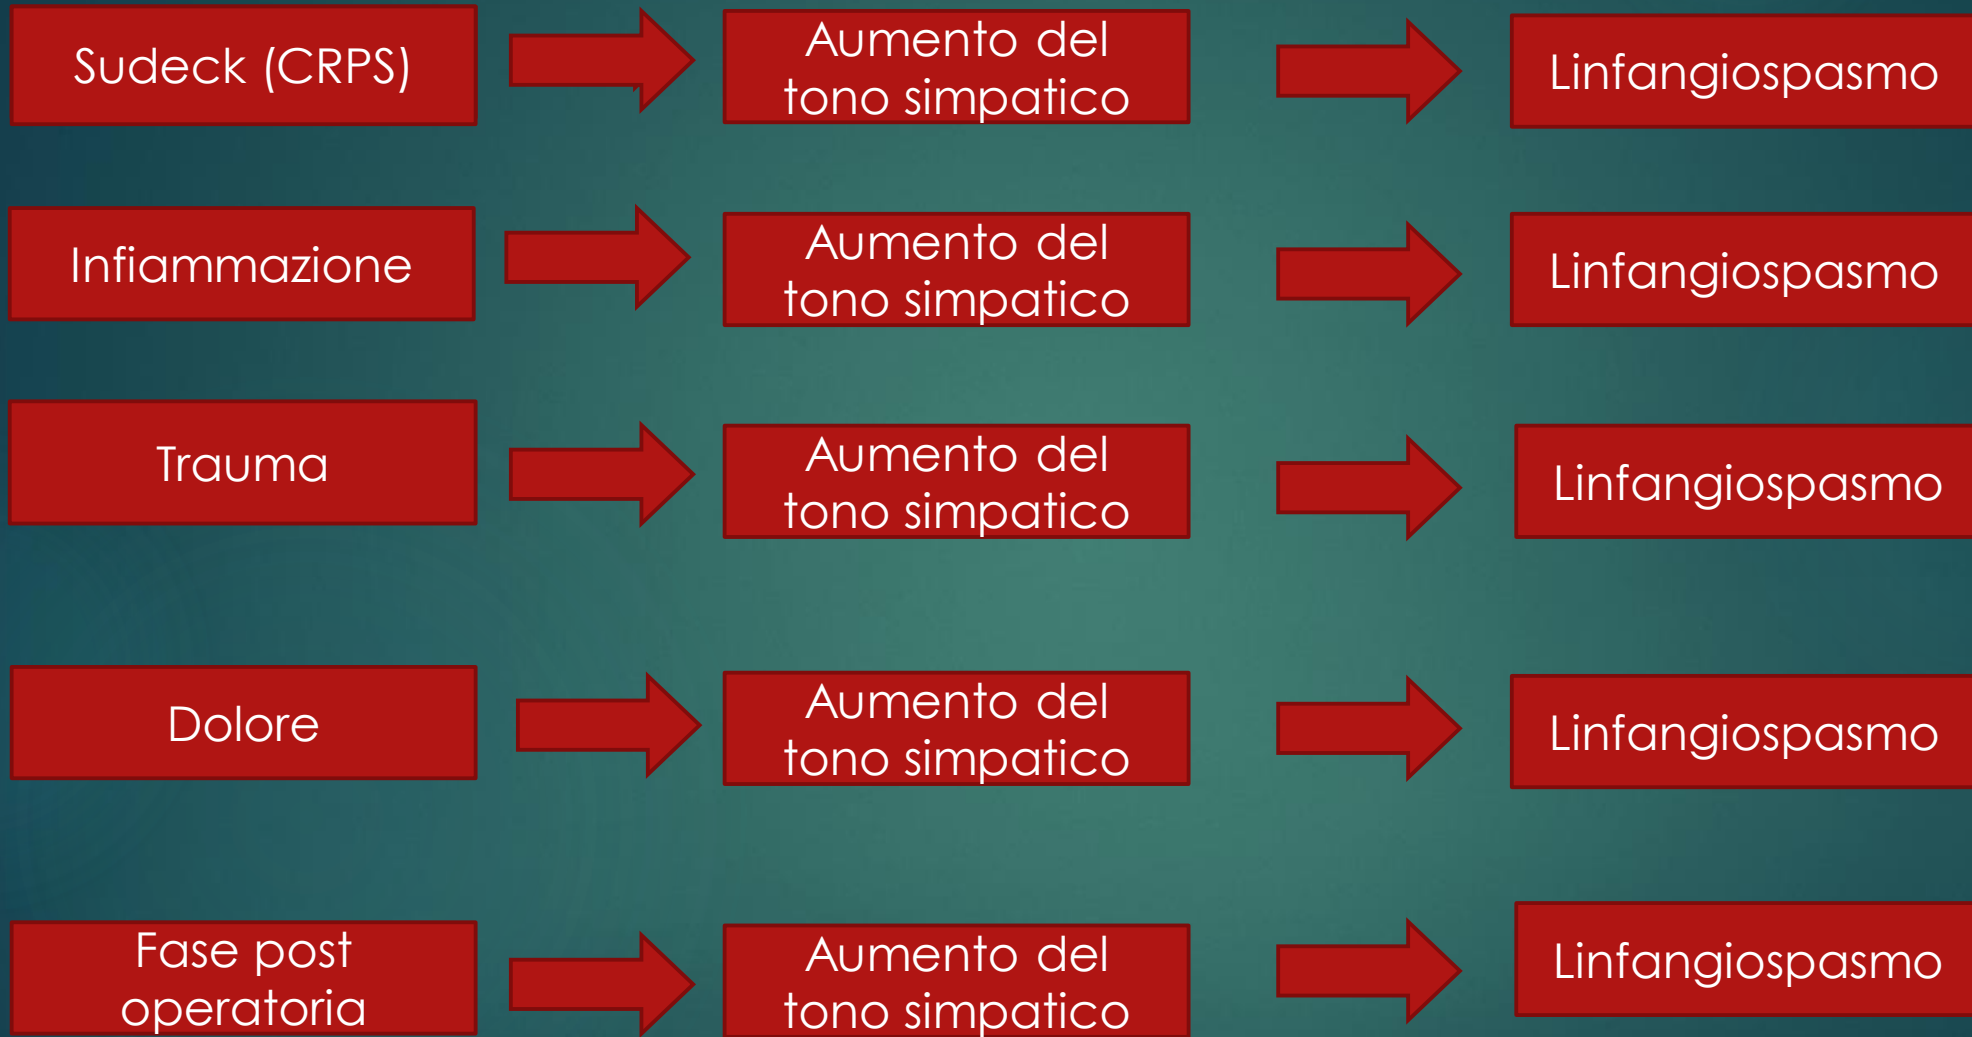 Sudeck (CRPS)
Aumento del
tono simpatico
Linfangiospasmo
Infiammazione
Aumento del
tono simpatico
Linfangiospasmo
Trauma
Aumento del
tono simpatico
Linfangiospasmo
Dolore
Aumento del
tono simpatico
Linfangiospasmo
Fase post
operatoria
Aumento del
tono simpatico
Linfangiospasmo